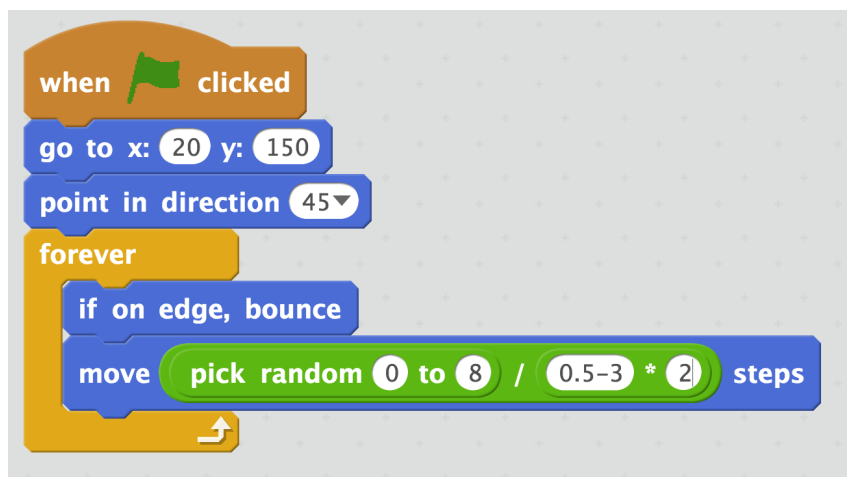 when clicked
go to x: 20 y: 150
point in direction 45
forever
if on edge, bounce
move pick random 0 to 8 / 0.5-3 * 2 steps